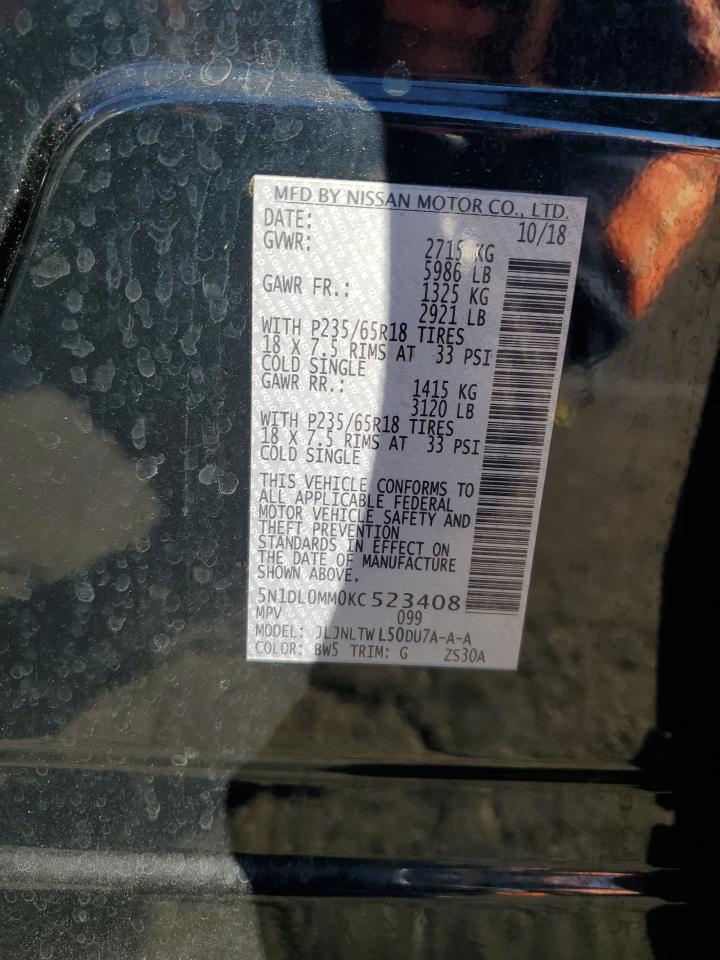 MFD BY NISSAN MOTOR CO., LTD.
DATE: 10/18
GVWR: 2715 KG
5986 LB
GAWR FR.: 1325 KG
2921 LB
WITH P235/65R18 TIRES
18 X 7.5 RIMS AT 33 PSI
COLD SINGLE
GAWR RR.: 1415 KG
3120 LB
WITH P235/65R18 TIRES
18 X 7.5 RIMS AT 33 PSI
COLD SINGLE
THIS VEHICLE CONFORMS TO
ALL APPLICABLE FEDERAL
MOTOR VEHICLE SAFETY AND
THEFT PREVENTION
STANDARDS IN EFFECT ON
THE DATE OF MANUFACTURE
SHOWN ABOVE.
5N1DL0MM0KC523408
MPV 099
MODEL: JLJNLTWL50DU7A-A-A
COLOR: BW5 TRIM: G ZS30A